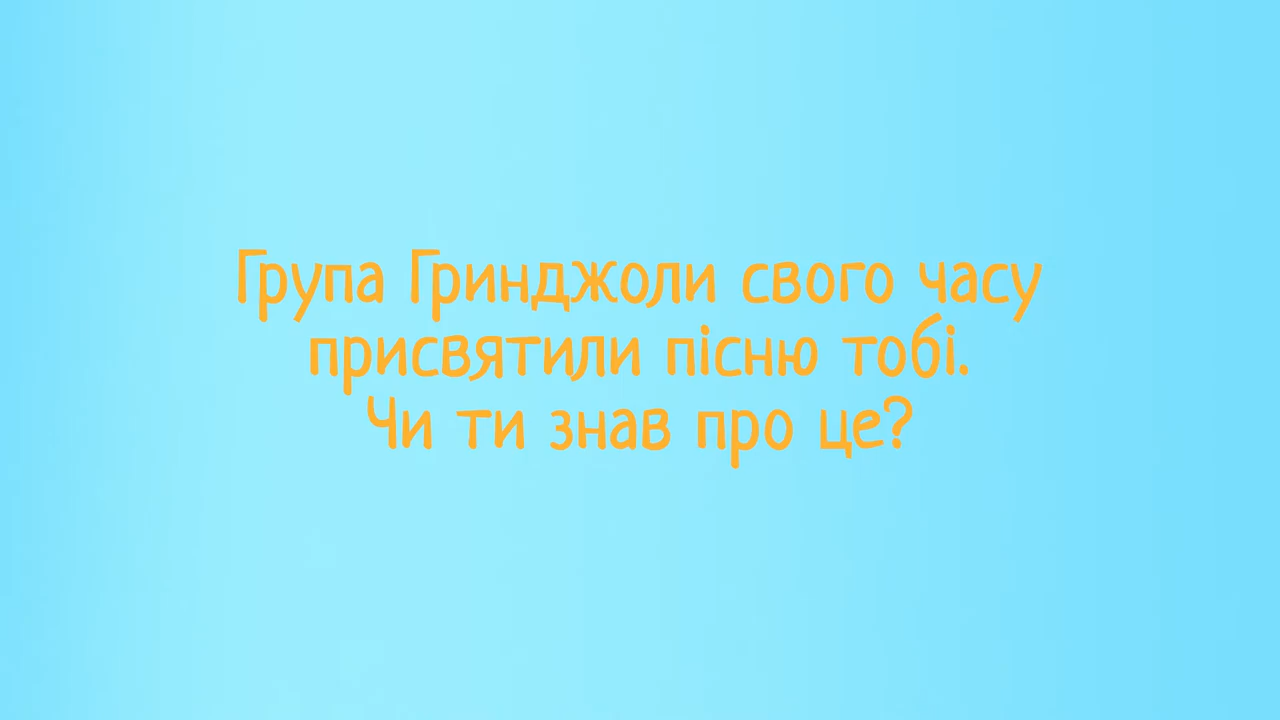 Група Гринджоли свого часу
присвятили пісню тобі.
Чи ти знав про це?